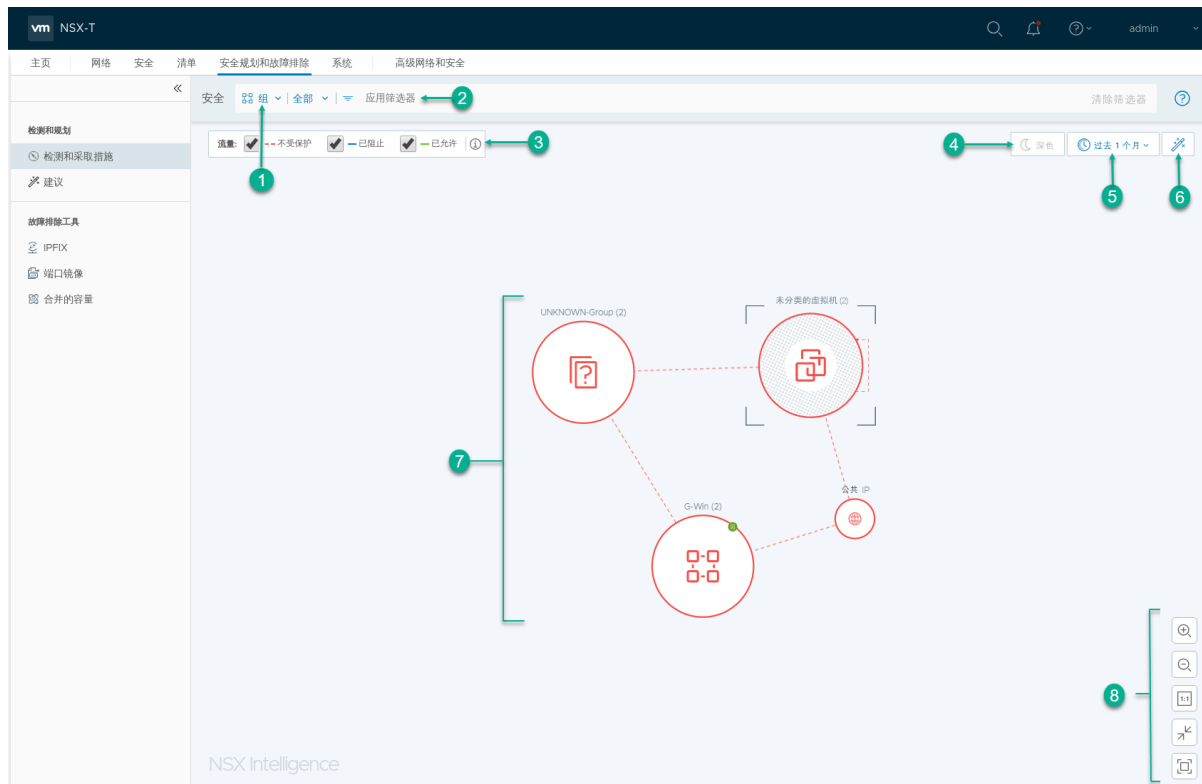 vm NSX-T admin
主页 网络 安全 清单 安全规划和故障排除 系统 高级网络和安全
安全 组 全部 应用筛选器 2 清除筛选器
检测和规划
检测和采取措施
建议
故障排除工具
IPFIX
端口镜像
合并的容量
流量: 不受保护 已阻止 已允许 3
1
4 深色 过去 1 个月
5 6
未分类的虚拟机 (2)
UNKNOWN-Group (2)
?
7
公共 IP
G-Win (2)
8
1:1
NSX Intelligence